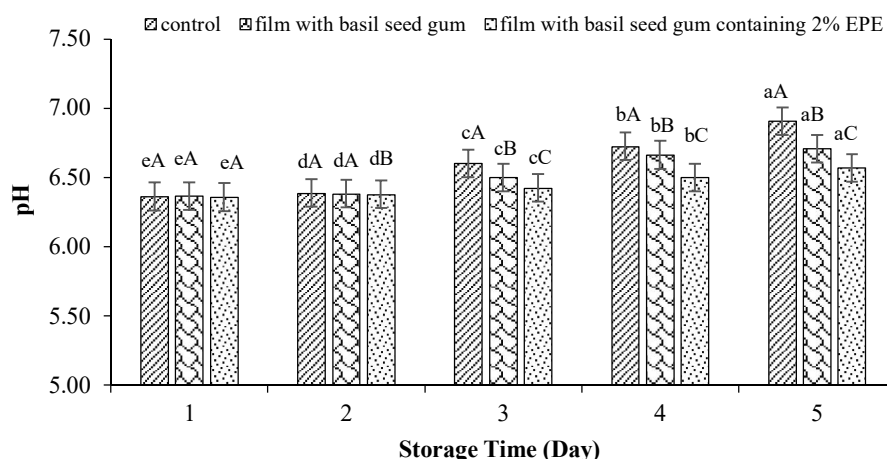 control film with basil seed gum film with basil seed gum containing 2% EPE
7.50
7.00
6.50
6.00
5.50
5.00
pH
eA eA eA
dA dA dB
cA cB cC
bA bB bC
aA aB aC
1 2 3 4 5
Storage Time (Day)